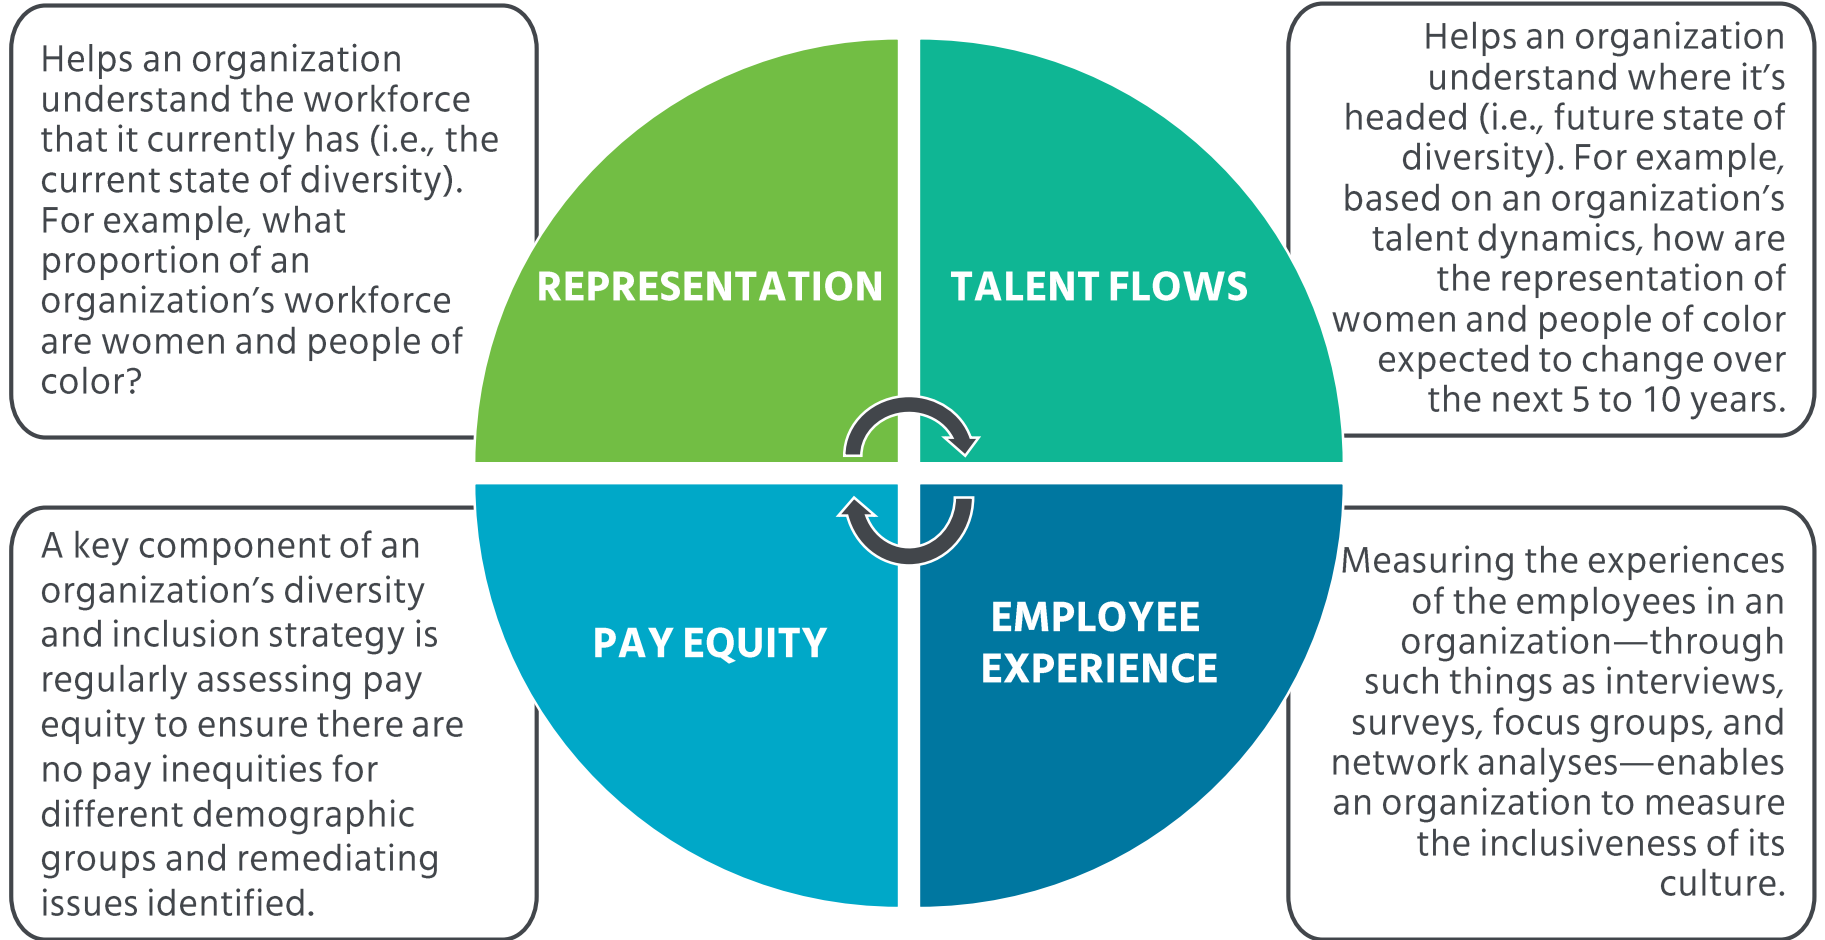 Helps an organization
understand the workforce
that it currently has (i.e., the
current state of diversity).
For example, what
proportion of an
organization’s workforce
are women and people of
color?
REPRESENTATION
TALENT FLOWS
Helps an organization
understand where it’s
headed (i.e., future state of
diversity). For example,
based on an organization’s
talent dynamics, how are
the representation of
women and people of color
expected to change over
the next 5 to 10 years.
A key component of an
organization’s diversity
and inclusion strategy is
regularly assessing pay
equity to ensure there are
no pay inequities for
different demographic
groups and remediating
issues identified.
PAY EQUITY
EMPLOYEE
EXPERIENCE
Measuring the experiences
of the employees in an
organization—through
such things as interviews,
surveys, focus groups, and
network analyses—enables
an organization to measure
the inclusiveness of its
culture.